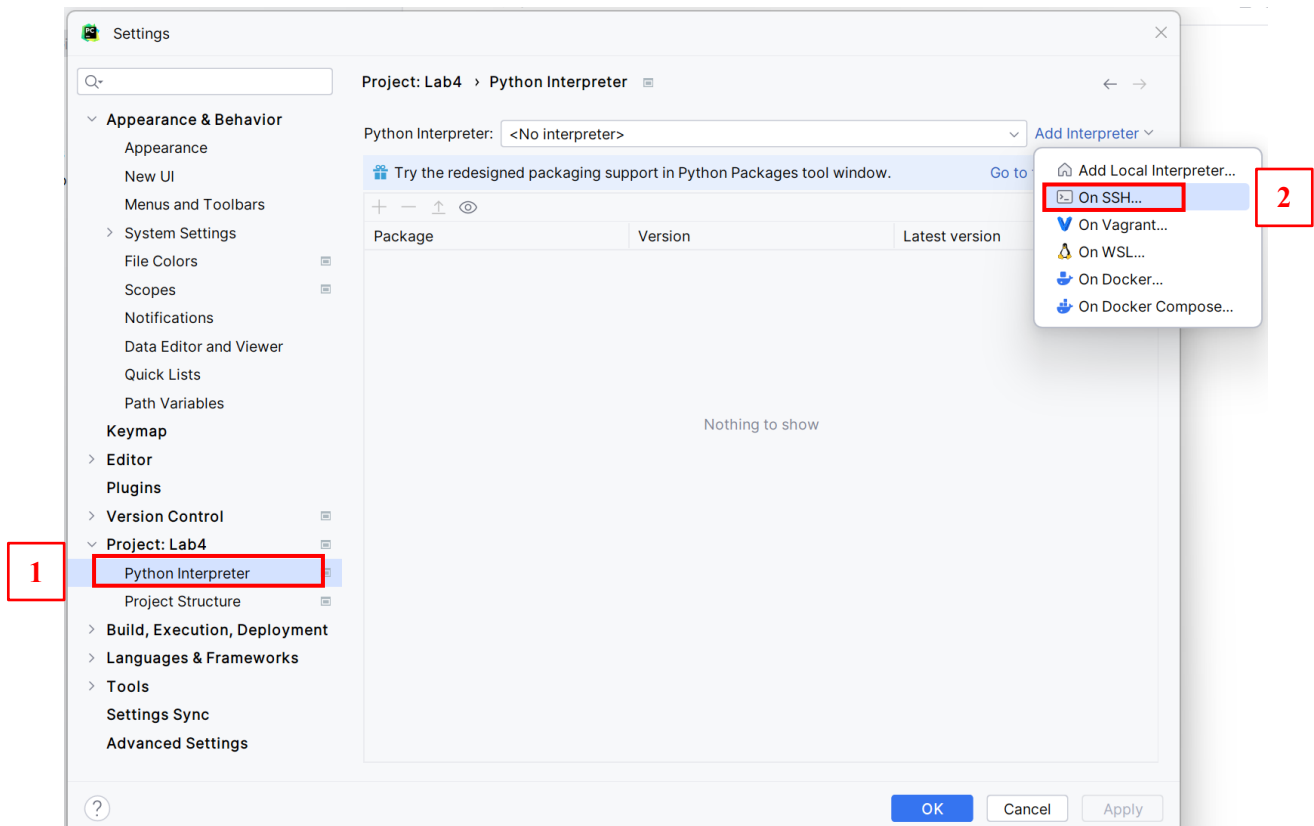 PC Settings
Project: Lab4 › Python Interpreter
Appearance & Behavior
Python Interpreter: <No interpreter> Add Interpreter
Appearance
Try the redesigned packaging support in Python Packages tool window. Go to
Add Local Interpreter...
New UI
On SSH...
2
Menus and Toolbars
On Vagrant...
System Settings
Package Version Latest version
On WSL...
File Colors
On Docker...
Scopes
On Docker Compose...
Notifications
Data Editor and Viewer
Quick Lists
Path Variables
Nothing to show
Keymap
Editor
Plugins
Version Control
Project: Lab4
1
Python Interpreter
Project Structure
Build, Execution, Deployment
Languages & Frameworks
Tools
Settings Sync
Advanced Settings
? OK Cancel Apply